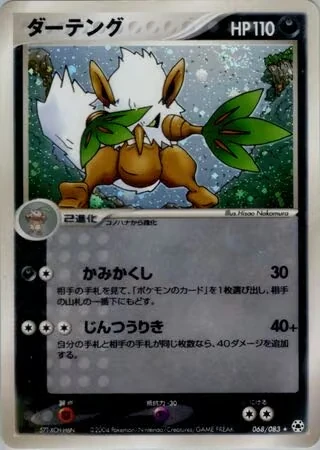 ダーテング HP110
Illus.Hisao Nakamura
2進化 コノハナから進化
かみかくし 30
相手の手札を見て、「ポケモンのカード」を1枚選び出し、相手
の山札の一番下にもどす。
じんつうりき 40+
自分の手札と相手の手札が同じ枚数なら、40ダメージを追加
する。
弱点 抵抗力 -30 にげる
©2004 Pokémon/Nintendo/Creatures/GAME FREAK.
068/083 ★